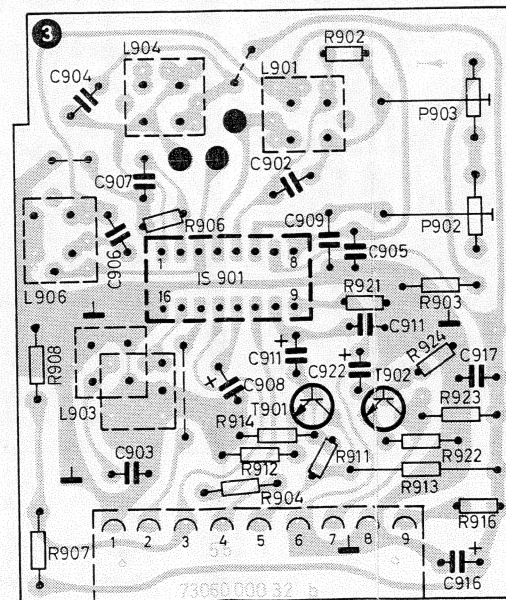 3
L904
R902
C904
L901
P903
C907
C902
R906
C909
P902
C906
1
IS 901
8
C905
L906
16
9
R921
R903
C911
R908
C911
C922
R924
C917
C908
T902
L903
T901
R923
R914
R911
R922
C903
R912
R913
R904
R916
R907
1 2 3 4 5 6 7 8 9
55
73060 000 32 b
C916